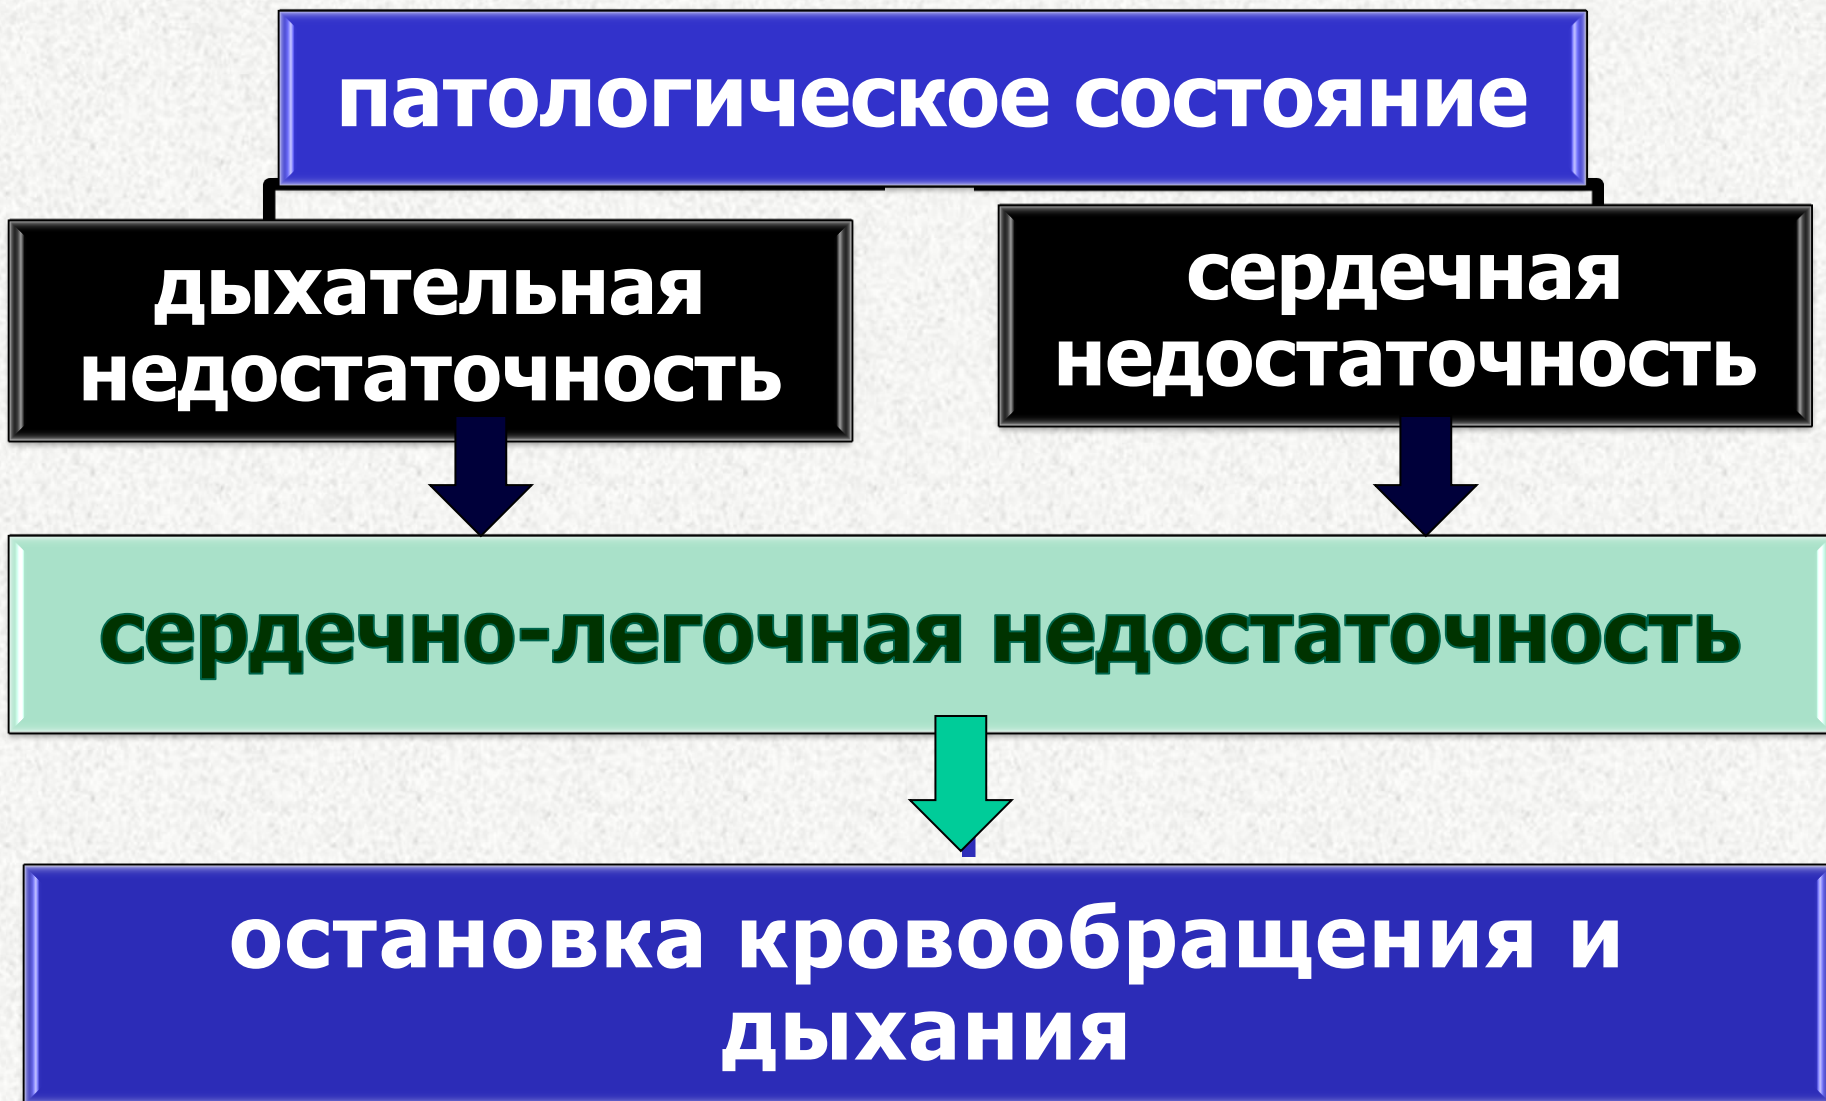 патологическое состояние
дыхательная
недостаточность
сердечная
недостаточность
сердечно-легочная недостаточность
остановка кровообращения и
дыхания